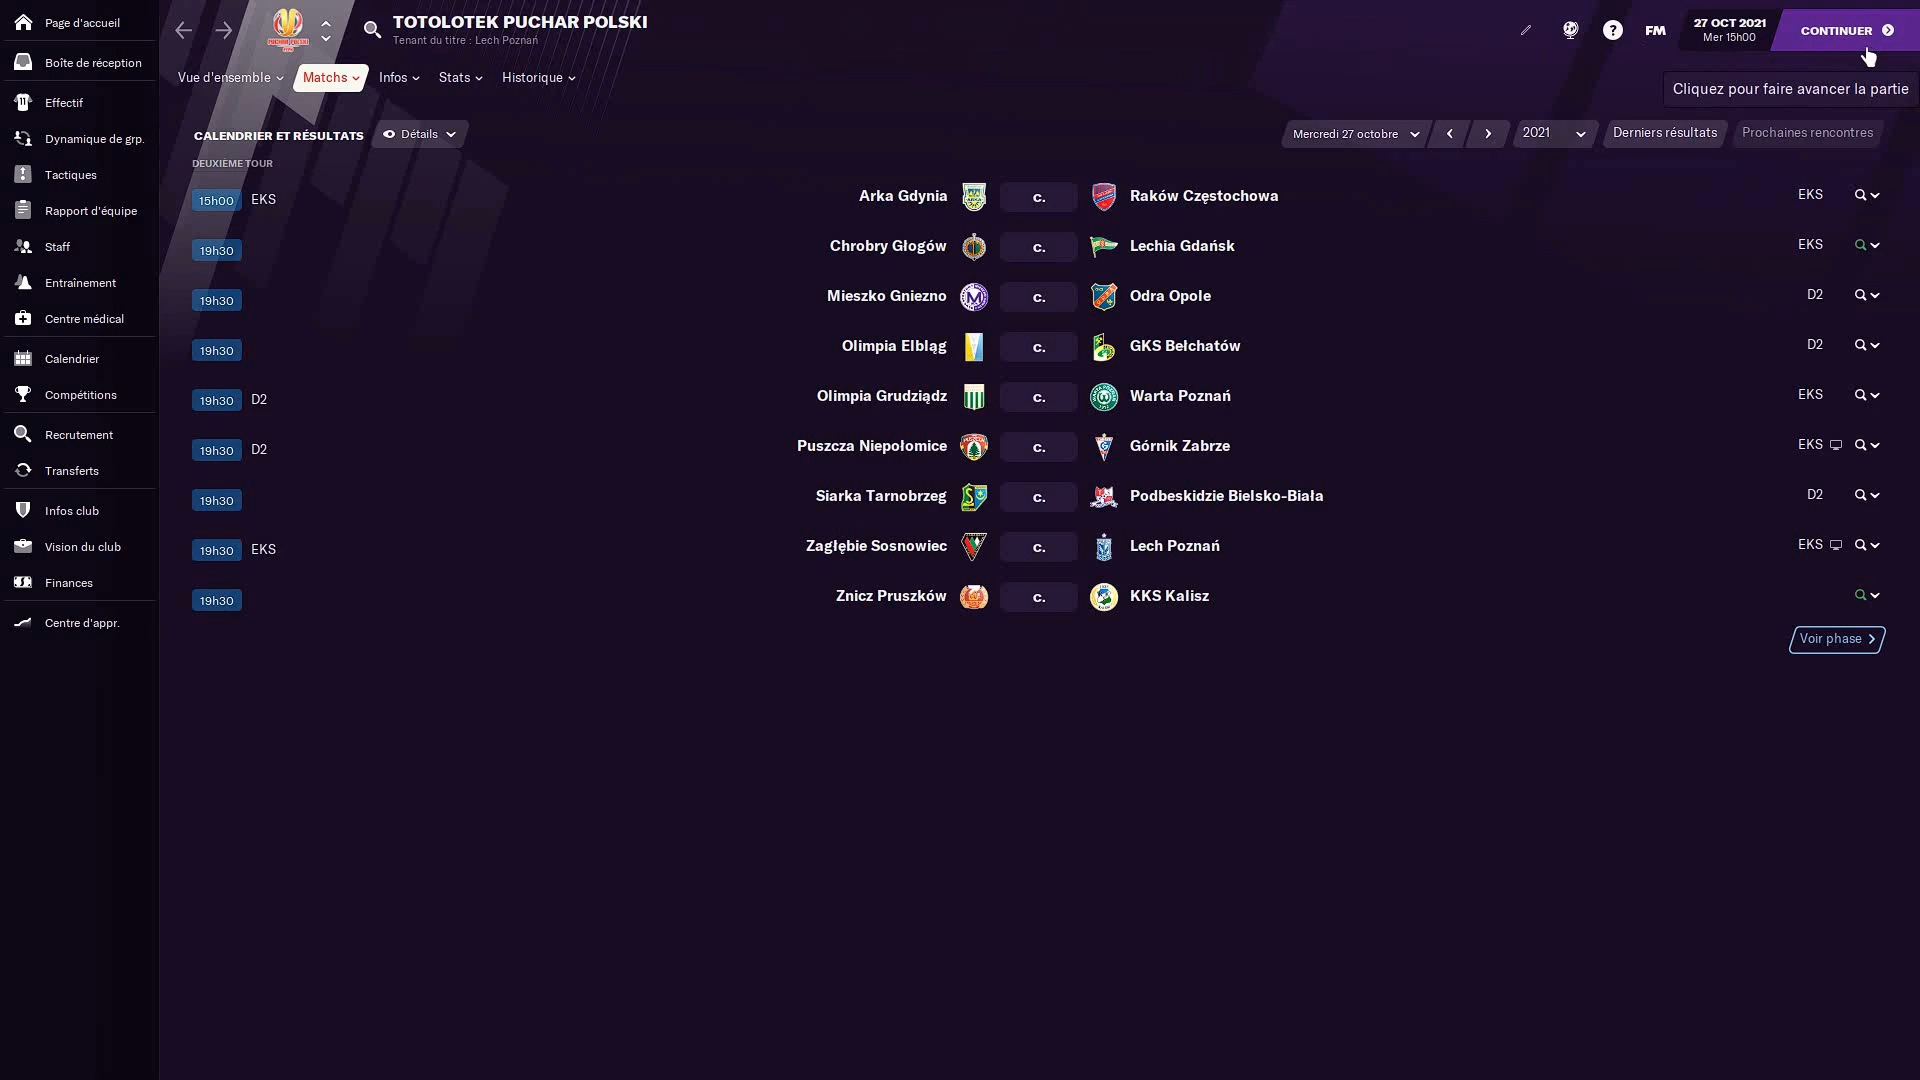 Page d'accueil
Boîte de réception
Effectif
Dynamique de grp.
Tactiques
Rapport d'équipe
Staff
Entraînement
Centre médical
Calendrier
Compétitions
Recrutement
Transferts
Infos club
Vision du club
Finances
Centre d'appr.
TOTOLOTEK PUCHAR POLSKI
Tenant du titre : Lech Poznań
FM
27 OCT 2021
Mer 15h00
CONTINUER
Cliquez pour faire avancer la partie
Vue d'ensemble Matchs Infos Stats Historique
CALENDRIER ET RÉSULTATS Détails Mercredi 27 octobre 2021 Derniers résultats Prochaines rencontres
DEUXIÈME TOUR
15h00 EKS Arka Gdynia c. Raków Częstochowa EKS
19h30 Chrobry Głogów c. Lechia Gdańsk EKS
19h30 Mieszko Gniezno c. Odra Opole D2
19h30 Olimpia Elbląg c. GKS Bełchatów D2
19h30 D2 Olimpia Grudziądz c. Warta Poznań EKS
19h30 D2 Puszcza Niepołomice c. Górnik Zabrze EKS
19h30 Siarka Tarnobrzeg c. Podbeskidzie Bielsko-Biała D2
19h30 EKS Zagłębie Sosnowiec c. Lech Poznań EKS
19h30 Znicz Pruszków c. KKS Kalisz
Voir phase